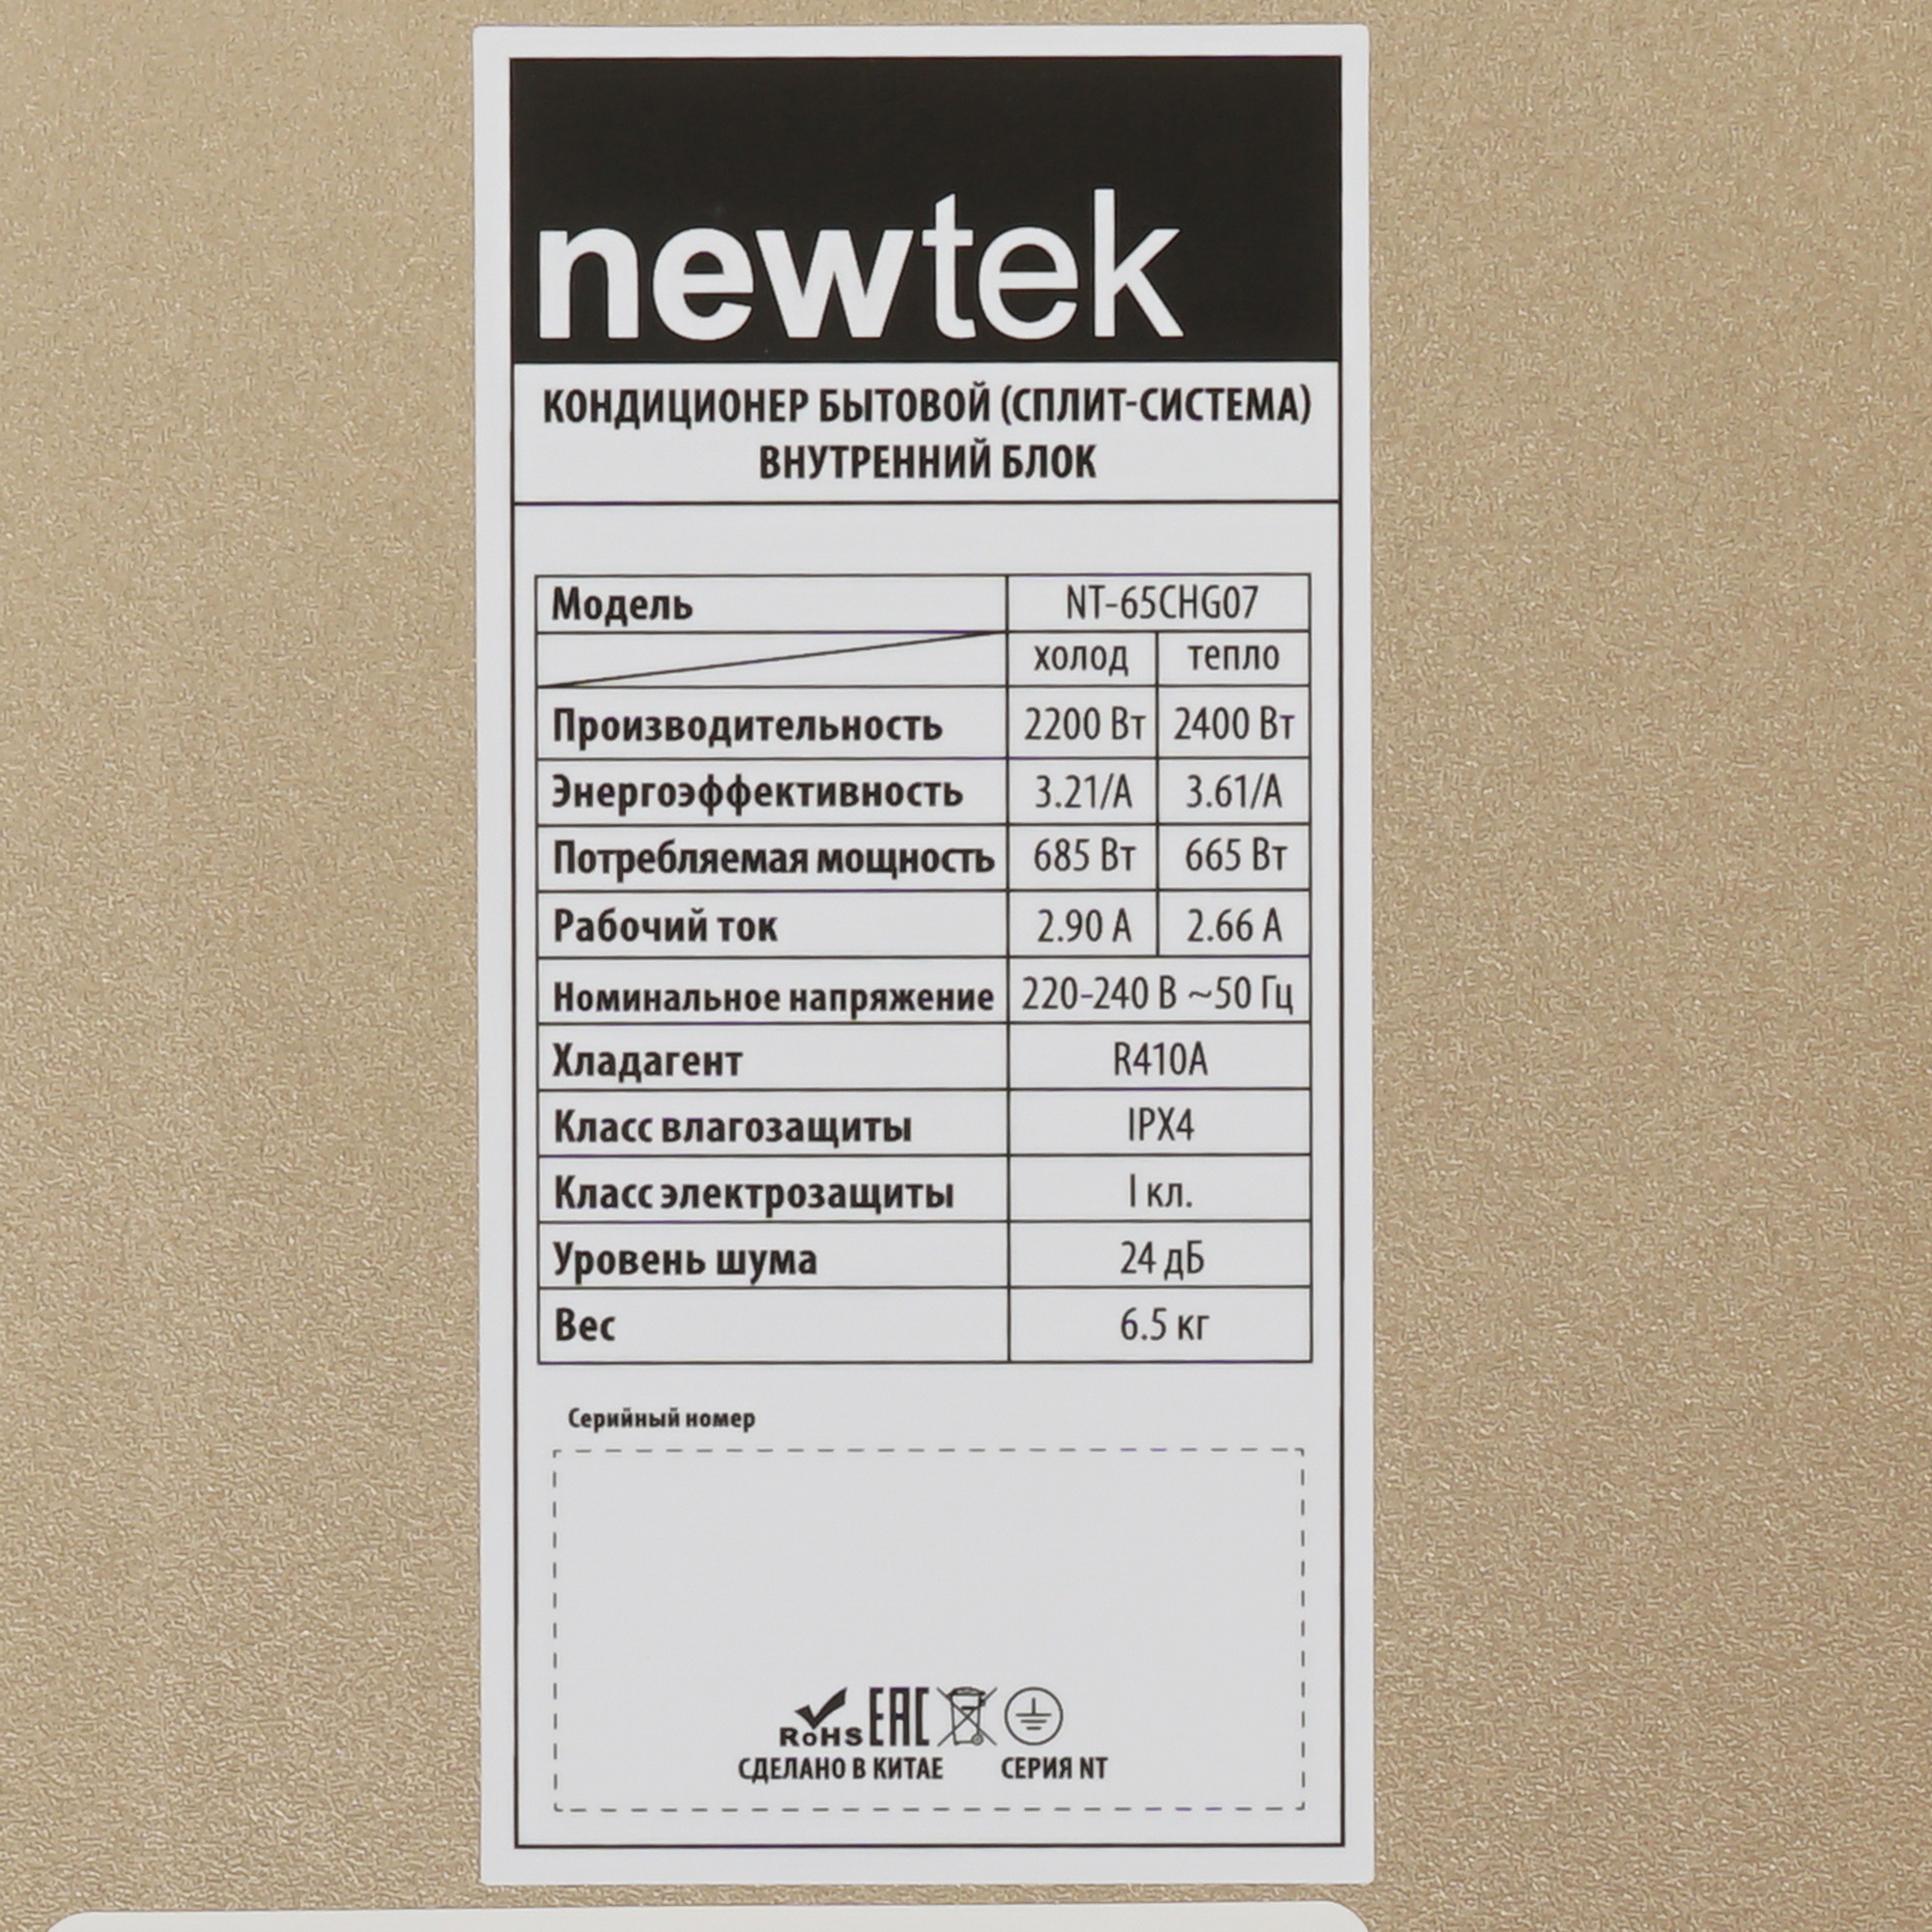 newtek
КОНДИЦИОНЕР БЫТОВОЙ (СПЛИТ-СИСТЕМА)
ВНУТРЕННИЙ БЛОК
Модель NT-65CHG07
холод тепло
Производительность 2200 Вт 2400 Вт
Энергоэффективность 3.21/A 3.61/A
Потребляемая мощность 685 Вт 665 Вт
Рабочий ток 2.90 А 2.66 А
Номинальное напряжение 220-240 В ~50 Гц
Хладагент R410A
Класс влагозащиты IPX4
Класс электрозащиты I кл.
Уровень шума 24 дБ
Вес 6.5 кг
Серийный номер
RoHS EAC
СДЕЛАНО В КИТАЕ СЕРИЯ NT